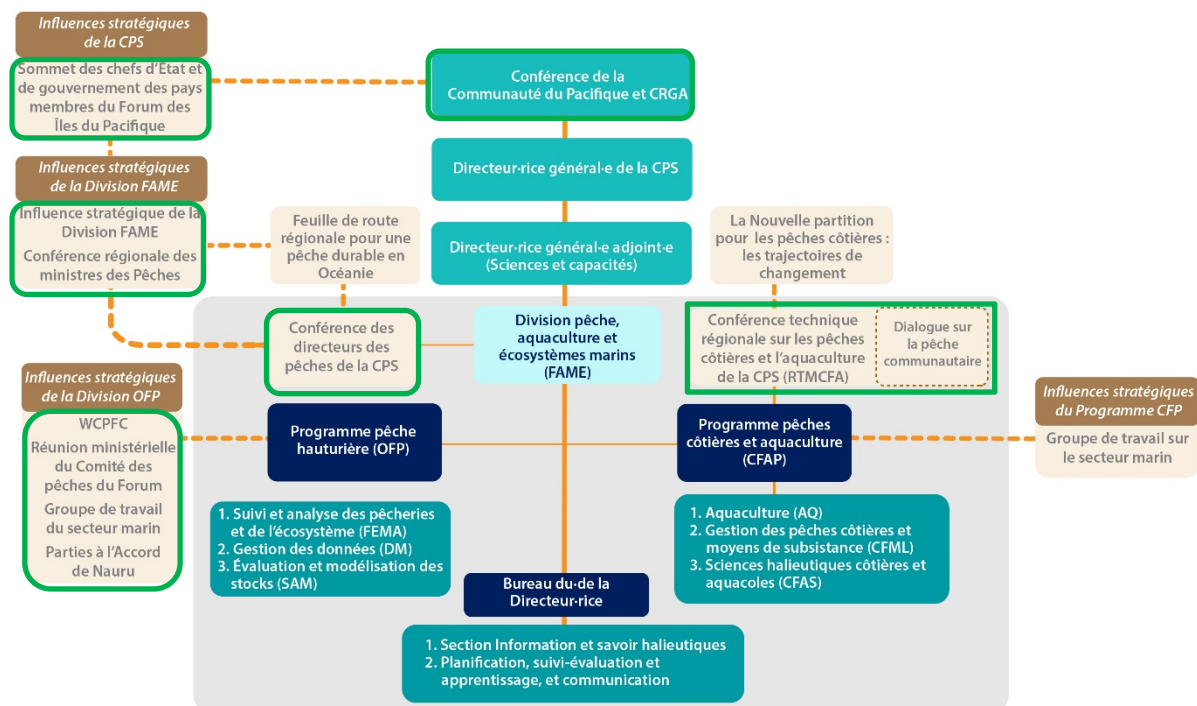 Influences stratégiques
de la CPS
Sommet des chefs d'État et
de gouvernement des pays
membres du Forum des
Îles du Pacifique
Conférence de la
Communauté du Pacifique et CRGA
Directeur·rice général·e de la CPS
Influences stratégiques
de la Division FAME
Influence stratégique de la
Division FAME
Conférence régionale des
ministres des Pêches
Feuille de route
régionale pour une
pêche durable en
Océanie
Directeur·rice général·e adjoint·e
(Sciences et capacités)
La Nouvelle partition
pour les pêches côtières :
les trajectoires de
changement
Conférence des
directeurs des
pêches de la CPS
Division pêche,
aquaculture et
écosystèmes marins
(FAME)
Conférence technique
régionale sur les pêches
côtières et l'aquaculture
de la CPS (RTMCFA)
Dialogue sur
la pêche
communautaire
Influences stratégiques
de la Division OFP
WCPFC
Réunion ministérielle
du Comité des
pêches du Forum
Groupe de travail
du secteur marin
Parties à l'Accord
de Nauru
Programme pêche
hauturière (OFP)
Programme pêches
côtières et aquaculture
(CFAP)
Influences stratégiques
du Programme CFP
Groupe de travail sur
le secteur marin
1. Suivi et analyse des pêcheries
et de l'écosystème (FEMA)
2. Gestion des données (DM)
3. Évaluation et modélisation des
stocks (SAM)
1. Aquaculture (AQ)
2. Gestion des pêches côtières et
moyens de subsistance (CFML)
3. Sciences halieutiques côtières et
aquacoles (CFAS)
Bureau du·de la
Directeur·rice
1. Section Information et savoir halieutiques
2. Planification, suivi-évaluation et
apprentissage, et communication